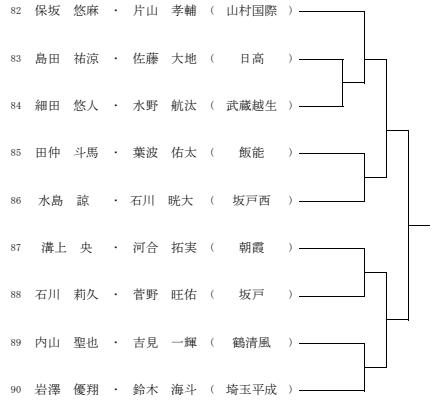 82 保坂 悠麻 ・ 片山 孝輔 ( 山村国際 )
83 島田 祐涼 ・ 佐藤 大地 ( 日高 )
84 細田 悠人 ・ 水野 航汰 ( 武蔵越生 )
85 田仲 斗馬 ・ 葉波 佑太 ( 飯能 )
86 水島 諒 ・ 石川 晄大 ( 坂戸西 )
87 溝上 央 ・ 河合 拓実 ( 朝霞 )
88 石川 莉久 ・ 菅野 旺佑 ( 坂戸 )
89 内山 聖也 ・ 吉見 一輝 ( 鶴清風 )
90 岩澤 優翔 ・ 鈴木 海斗 ( 埼玉平成 )